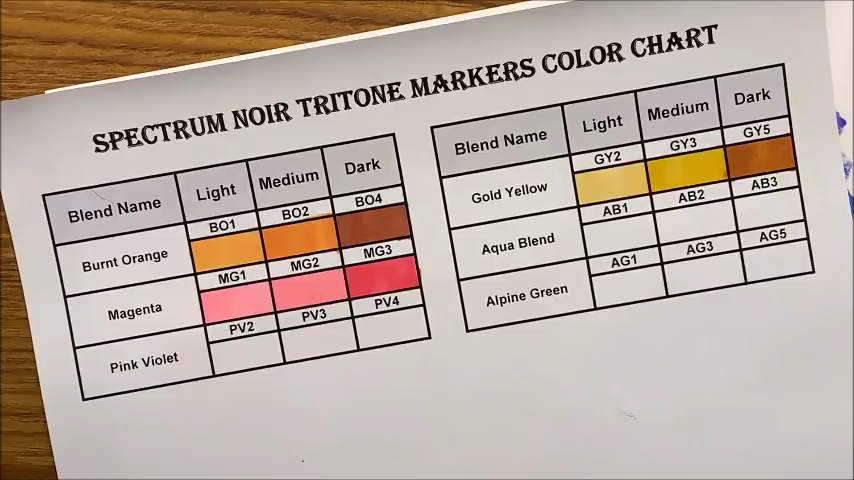 SPECTRUM NOIR TRITONE MARKERS COLOR CHART
Blend Name Light Medium Dark
BO1 BO2 BO4
Burnt Orange
MG1 MG2 MG3
Magenta
PV2 PV3 PV4
Pink Violet
Blend Name Light Medium Dark
GY2 GY3 GY5
Gold Yellow
AB1 AB2 AB3
Aqua Blend
AG1 AG3 AG5
Alpine Green